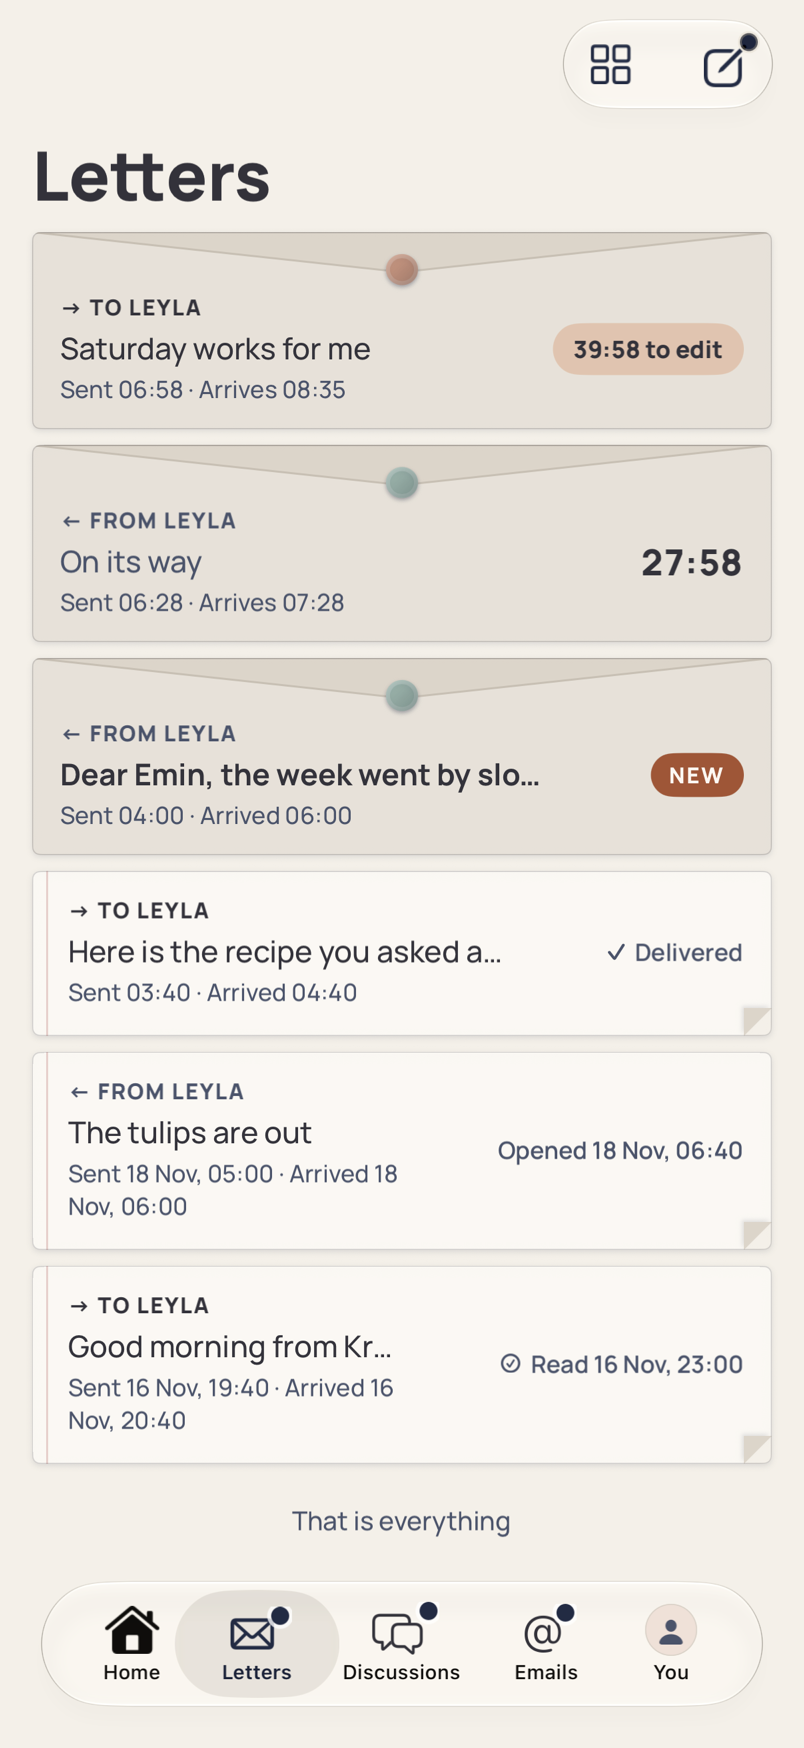 Letters
→ TO LEYLA
Saturday works for me
39:58 to edit
Sent 06:58 · Arrives 08:35
← FROM LEYLA
On its way
27:58
Sent 06:28 · Arrives 07:28
← FROM LEYLA
Dear Emin, the week went by slo...
NEW
Sent 04:00 · Arrived 06:00
→ TO LEYLA
Here is the recipe you asked a...
✓ Delivered
Sent 03:40 · Arrived 04:40
← FROM LEYLA
The tulips are out
Opened 18 Nov, 06:40
Sent 18 Nov, 05:00 · Arrived 18
Nov, 06:00
→ TO LEYLA
Good morning from Kr...
Read 16 Nov, 23:00
Sent 16 Nov, 19:40 · Arrived 16
Nov, 20:40
That is everything
Home
Letters
Discussions
Emails
You